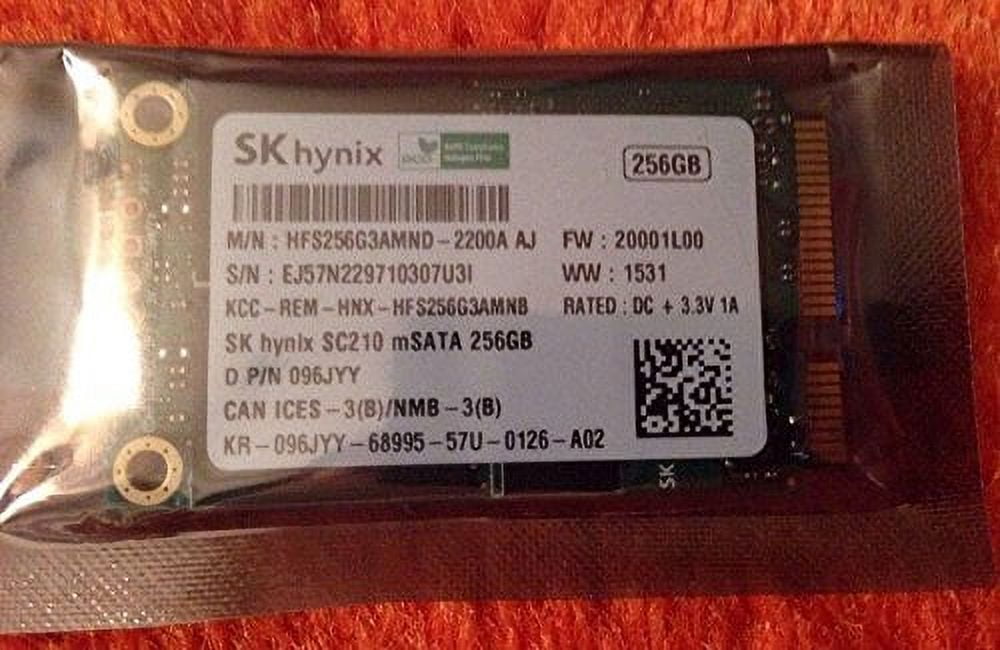 SK hynix
256GB
M/N : HFS256G3AMND-2200A AJ FW : 20001L00
S/N : EJ57N229710307U3I WW : 1531
KCC-REM-HNX-HFS256G3AMNB RATED : DC + 3.3V 1A
SK hynix SC210 mSATA 256GB
D P/N 096JYY
CAN ICES-3(B)/NMB-3(B)
KR-096JYY-68995-57U-0126-A02
SK